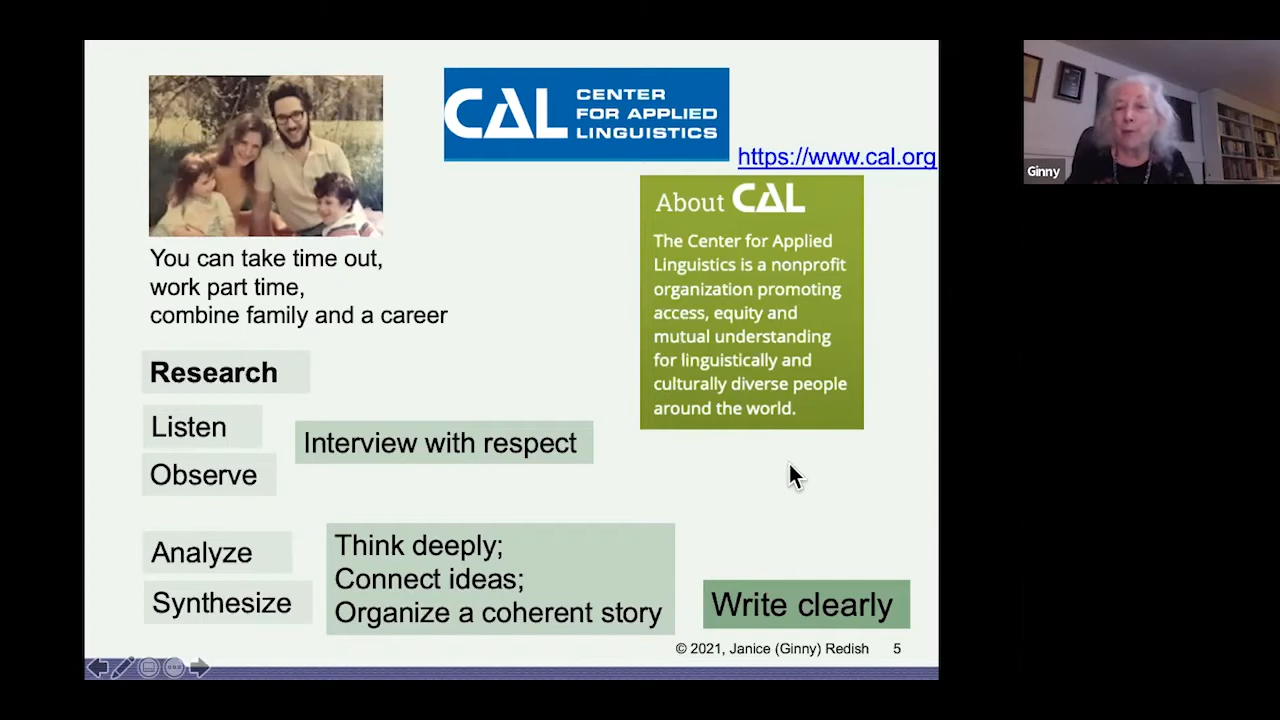 CAL CENTER
FOR APPLIED
LINGUISTICS
https://www.cal.org
Ginny
About CAL
The Center for Applied
Linguistics is a nonprofit
organization promoting
access, equity and
mutual understanding
for linguistically and
culturally diverse people
around the world.
You can take time out,
work part time,
combine family and a career
Research
Listen
Observe
Interview with respect
Analyze
Synthesize
Think deeply;
Connect ideas;
Organize a coherent story
Write clearly
© 2021, Janice (Ginny) Redish 5